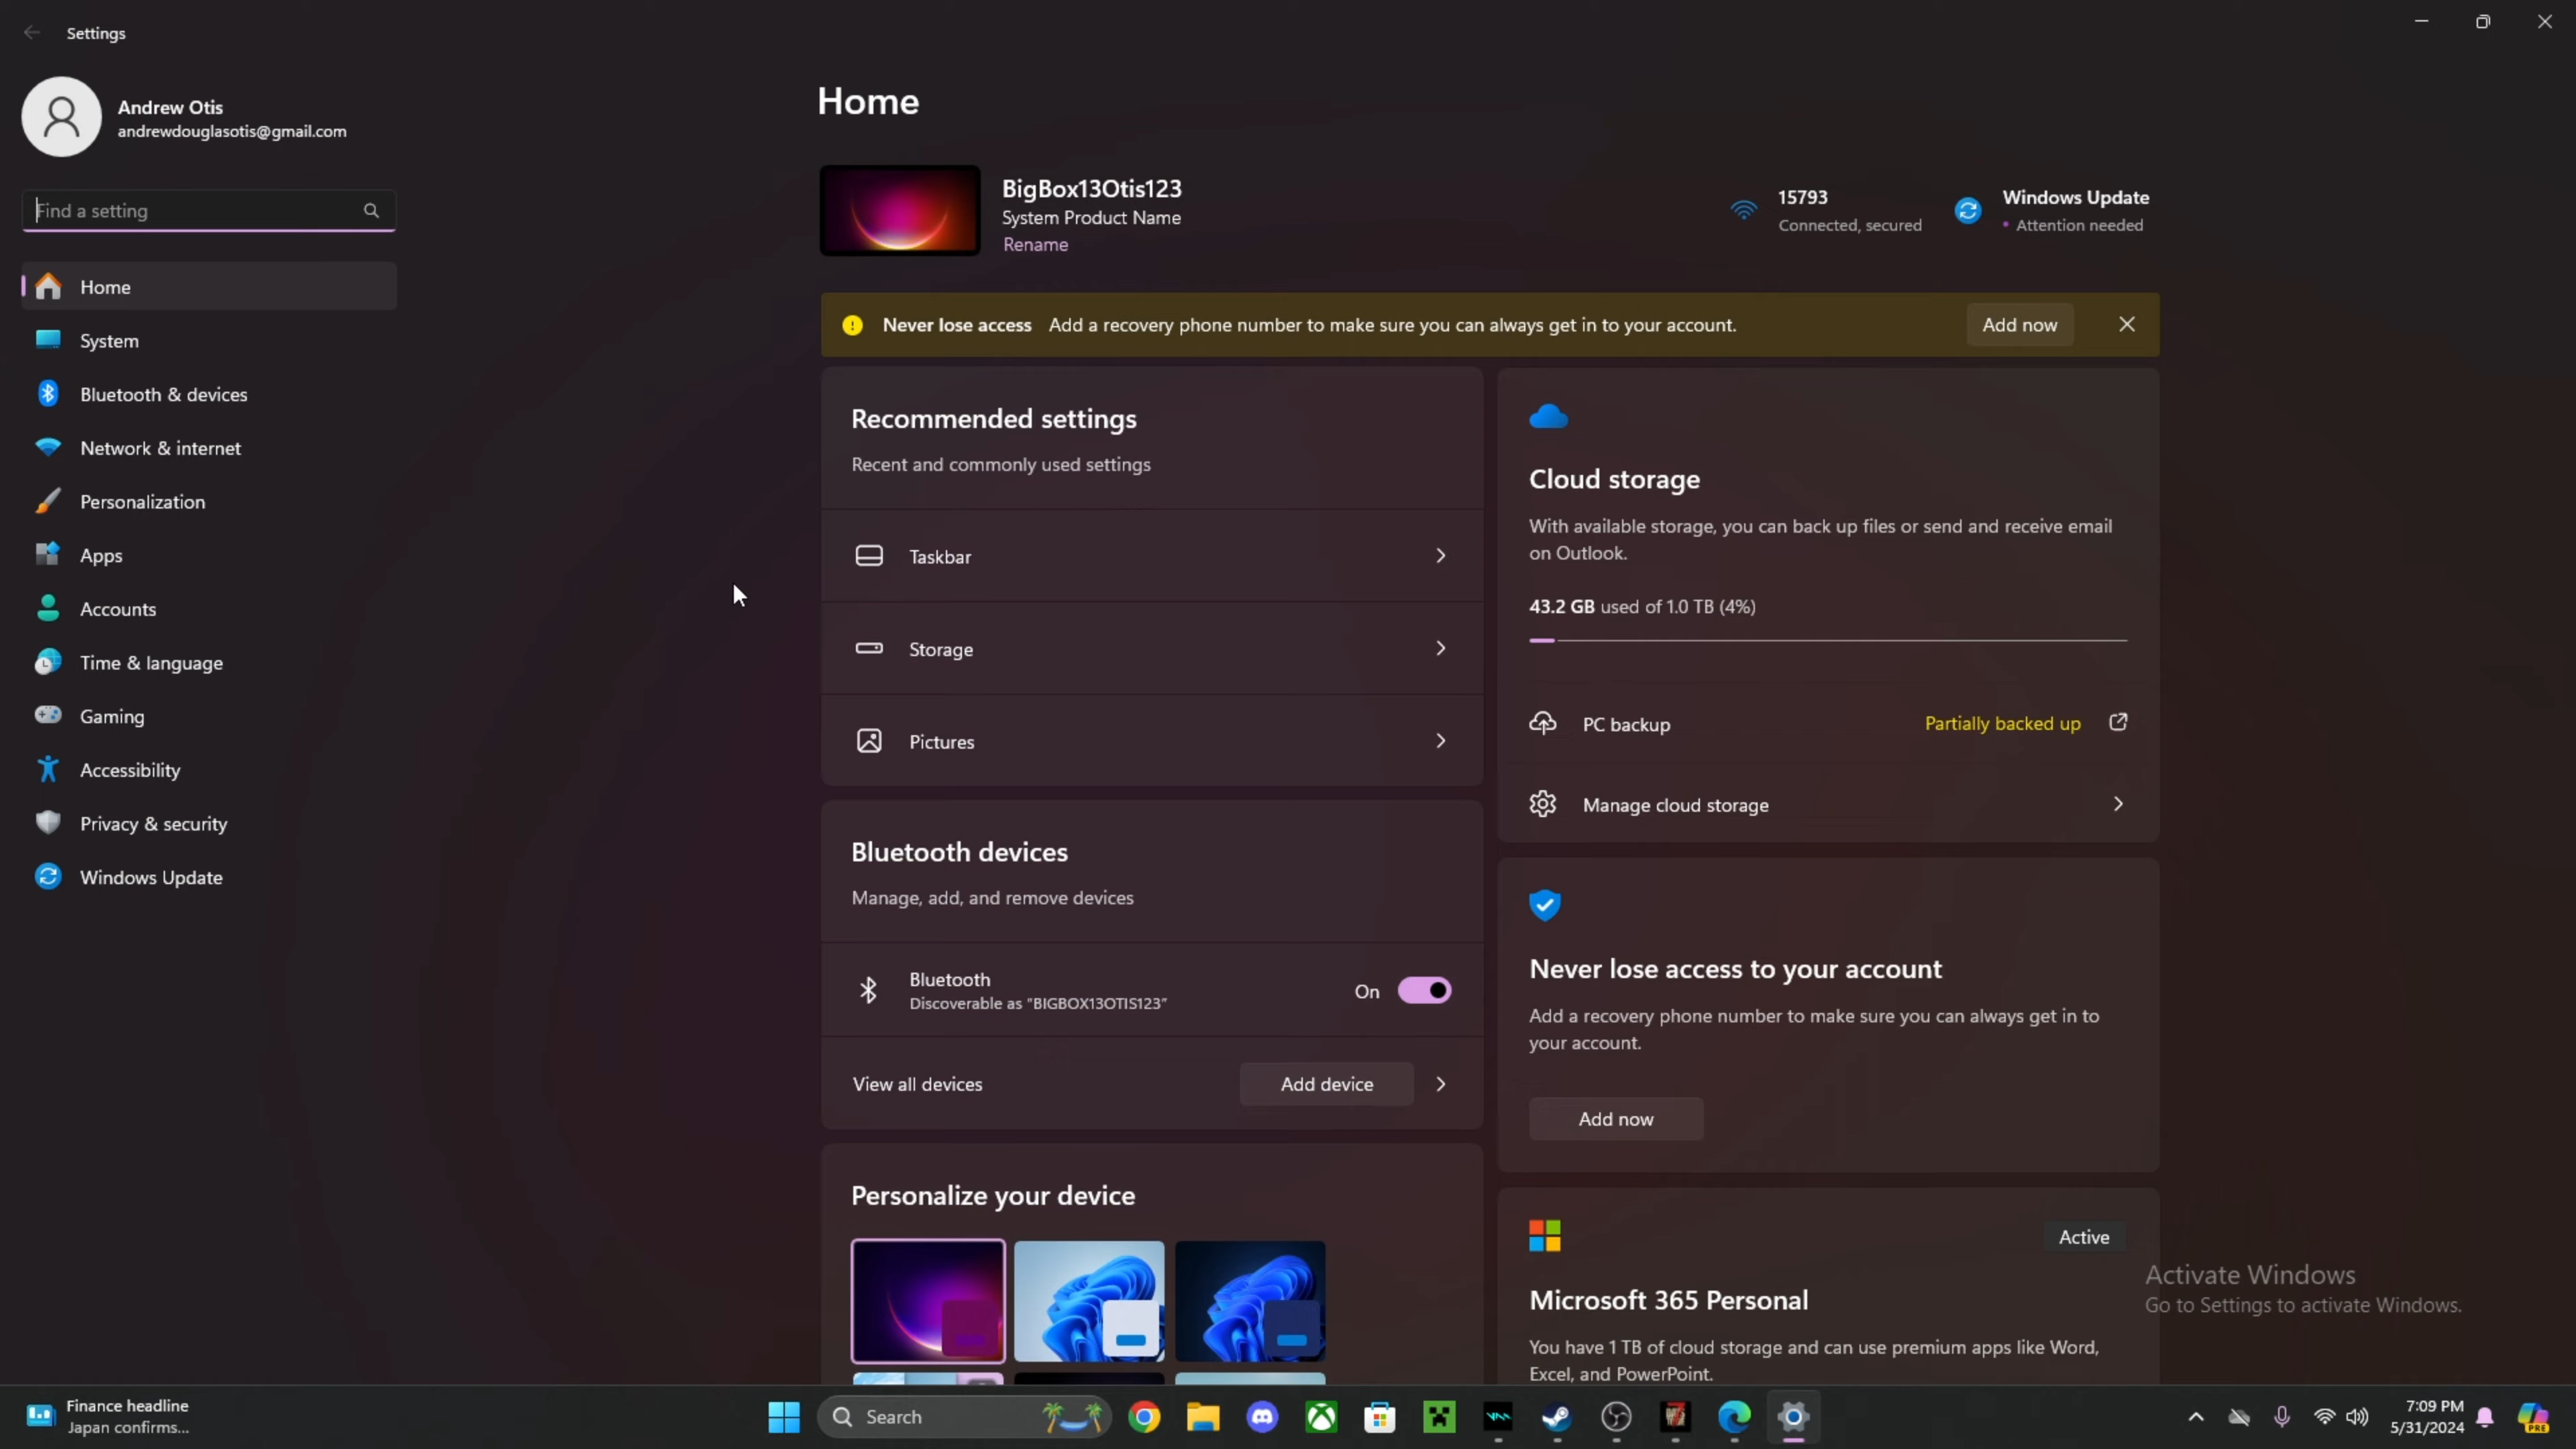 Settings
Andrew Otis
andrewdouglasotis@gmail.com
Find a setting
Home
System
Bluetooth & devices
Network & internet
Personalization
Apps
Accounts
Time & language
Gaming
Accessibility
Privacy & security
Windows Update
Home
BigBox13Otis123
System Product Name
Rename
15793
Connected, secured
Windows Update
Attention needed
Never lose access Add a recovery phone number to make sure you can always get in to your account.
Add now
Recommended settings
Recent and commonly used settings
Taskbar
Storage
Pictures
Bluetooth devices
Manage, add, and remove devices
Bluetooth
Discoverable as "BIGBOX13OTIS123"
On
View all devices
Add device
Personalize your device
Cloud storage
With available storage, you can back up files or send and receive email
on Outlook.
43.2 GB used of 1.0 TB (4%)
PC backup
Partially backed up
Manage cloud storage
Never lose access to your account
Add a recovery phone number to make sure you can always get in to
your account.
Add now
Active
Microsoft 365 Personal
You have 1 TB of cloud storage and can use premium apps like Word,
Excel, and PowerPoint.
Activate Windows
Go to Settings to activate Windows.
Finance headline
Japan confirms...
Search
7:09 PM
5/31/2024
PRE